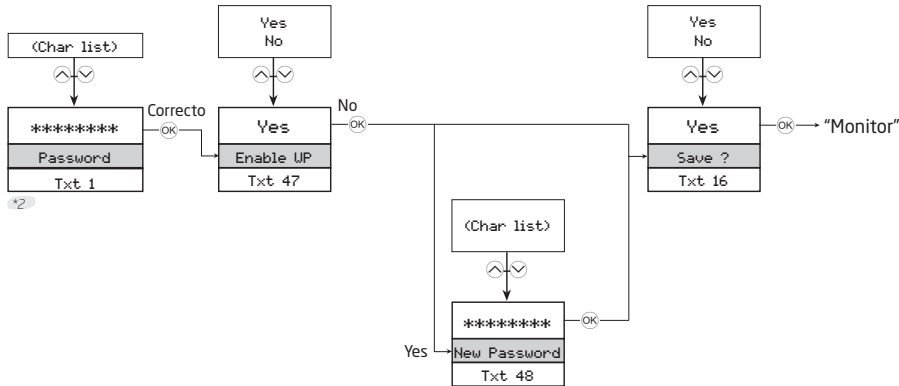 (Char list)
********
Password
Txt 1
*2
Correcto
OK
Yes
No
Yes
Enable WP
Txt 47
No
OK
Yes
(Char list)
********
New Password
Txt 48
OK
Yes
No
Yes
Save ?
Txt 16
OK
"Monitor"